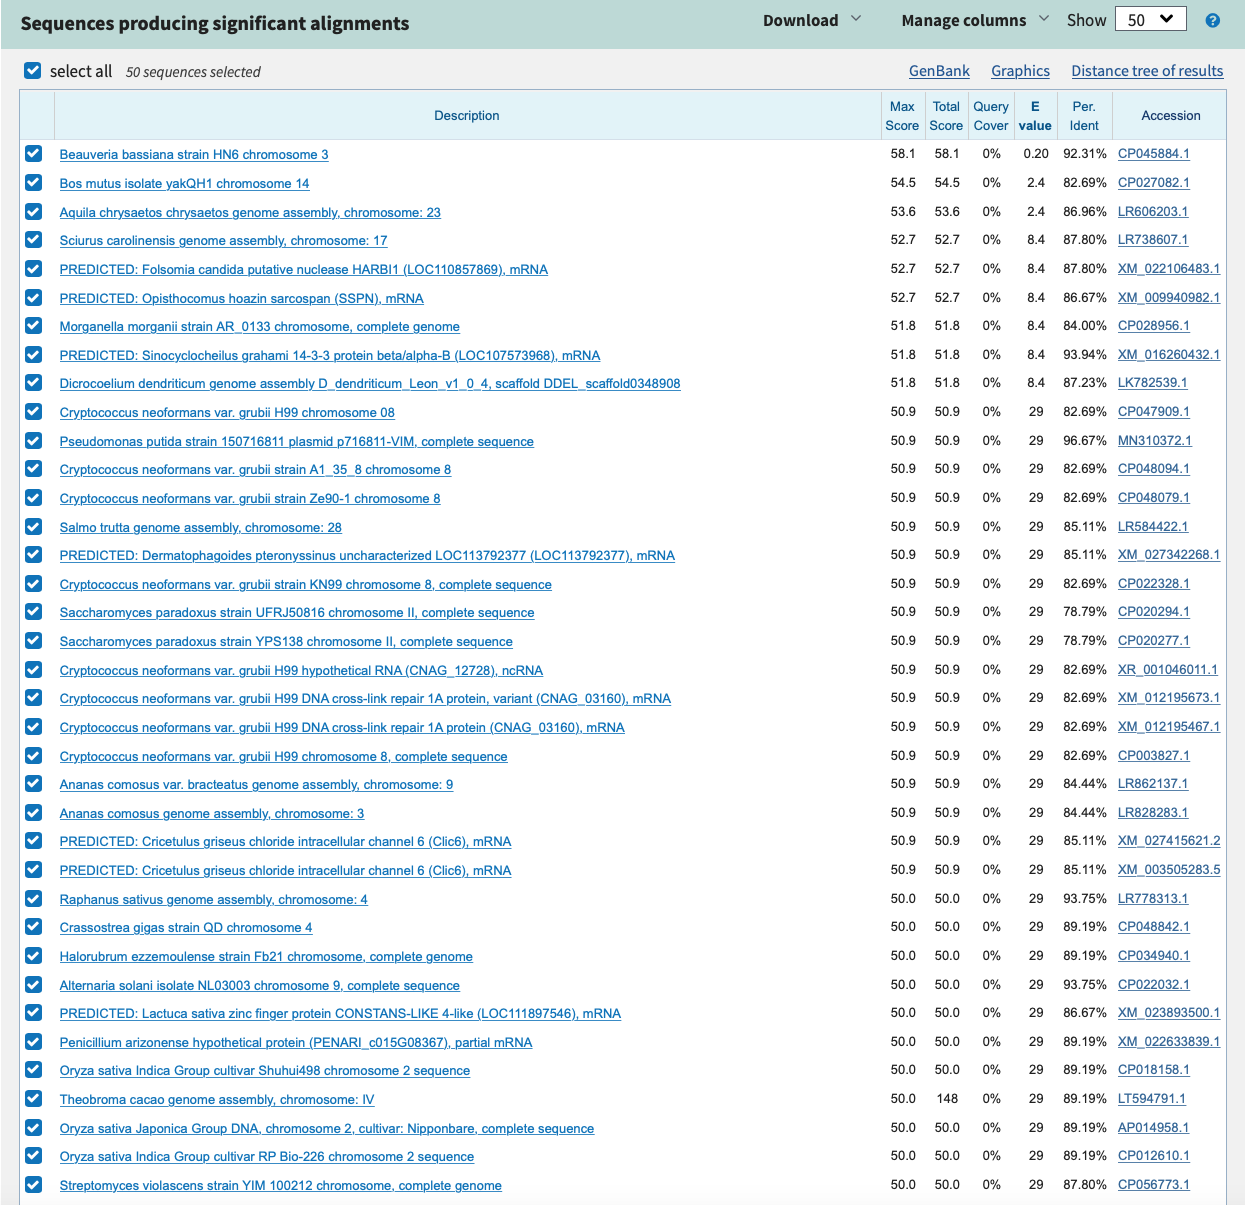 Sequences producing significant alignments Download Manage columns Show 50 ?
select all 50 sequences selected GenBank Graphics Distance tree of results
Description Max Score Total Score Query Cover E value Per. Ident Accession
Beauveria bassiana strain HN6 chromosome 3 58.1 58.1 0% 0.20 92.31% CP045884.1
Bos mutus isolate yakQH1 chromosome 14 54.5 54.5 0% 2.4 82.69% CP027082.1
Aquila chrysaetos chrysaetos genome assembly, chromosome: 23 53.6 53.6 0% 2.4 86.96% LR606203.1
Sciurus carolinensis genome assembly, chromosome: 17 52.7 52.7 0% 8.4 87.80% LR738607.1
PREDICTED: Folsomia candida putative nuclease HARBI1 (LOC110857869), mRNA 52.7 52.7 0% 8.4 87.80% XM_022106483.1
PREDICTED: Opisthocomus hoazin sarcospan (SSPN), mRNA 52.7 52.7 0% 8.4 86.67% XM_009940982.1
Morganella morganii strain AR_0133 chromosome, complete genome 51.8 51.8 0% 8.4 84.00% CP028956.1
PREDICTED: Sinocyclocheilus grahami 14-3-3 protein beta/alpha-B (LOC107573968), mRNA 51.8 51.8 0% 8.4 93.94% XM_016260432.1
Dicrocoelium dendriticum genome assembly D_dendriticum_Leon_v1_0_4, scaffold DDEL_scaffold0348908 51.8 51.8 0% 8.4 87.23% LK782539.1
Cryptococcus neoformans var. grubii H99 chromosome 08 50.9 50.9 0% 29 82.69% CP047909.1
Pseudomonas putida strain 150716811 plasmid p716811-VIM, complete sequence 50.9 50.9 0% 29 96.67% MN310372.1
Cryptococcus neoformans var. grubii strain A1_35_8 chromosome 8 50.9 50.9 0% 29 82.69% CP048094.1
Cryptococcus neoformans var. grubii strain Ze90-1 chromosome 8 50.9 50.9 0% 29 82.69% CP048079.1
Salmo trutta genome assembly, chromosome: 28 50.9 50.9 0% 29 85.11% LR584422.1
PREDICTED: Dermatophagoides pteronyssinus uncharacterized LOC113792377 (LOC113792377), mRNA 50.9 50.9 0% 29 85.11% XM_027342268.1
Cryptococcus neoformans var. grubii strain KN99 chromosome 8, complete sequence 50.9 50.9 0% 29 82.69% CP022328.1
Saccharomyces paradoxus strain UFRJ50816 chromosome II, complete sequence 50.9 50.9 0% 29 78.79% CP020294.1
Saccharomyces paradoxus strain YPS138 chromosome II, complete sequence 50.9 50.9 0% 29 78.79% CP020277.1
Cryptococcus neoformans var. grubii H99 hypothetical RNA (CNAG_12728), ncRNA 50.9 50.9 0% 29 82.69% XR_001046011.1
Cryptococcus neoformans var. grubii H99 DNA cross-link repair 1A protein, variant (CNAG_03160), mRNA 50.9 50.9 0% 29 82.69% XM_012195673.1
Cryptococcus neoformans var. grubii H99 DNA cross-link repair 1A protein (CNAG_03160), mRNA 50.9 50.9 0% 29 82.69% XM_012195467.1
Cryptococcus neoformans var. grubii H99 chromosome 8, complete sequence 50.9 50.9 0% 29 82.69% CP003827.1
Ananas comosus var. bracteatus genome assembly, chromosome: 9 50.9 50.9 0% 29 84.44% LR862137.1
Ananas comosus genome assembly, chromosome: 3 50.9 50.9 0% 29 84.44% LR828283.1
PREDICTED: Cricetulus griseus chloride intracellular channel 6 (Clic6), mRNA 50.9 50.9 0% 29 85.11% XM_027415621.2
PREDICTED: Cricetulus griseus chloride intracellular channel 6 (Clic6), mRNA 50.9 50.9 0% 29 85.11% XM_003505283.5
Raphanus sativus genome assembly, chromosome: 4 50.0 50.0 0% 29 93.75% LR778313.1
Crassostrea gigas strain QD chromosome 4 50.0 50.0 0% 29 89.19% CP048842.1
Halorubrum ezzemoulense strain Fb21 chromosome, complete genome 50.0 50.0 0% 29 89.19% CP034940.1
Alternaria solani isolate NL03003 chromosome 9, complete sequence 50.0 50.0 0% 29 93.75% CP022032.1
PREDICTED: Lactuca sativa zinc finger protein CONSTANS-LIKE 4-like (LOC111897546), mRNA 50.0 50.0 0% 29 86.67% XM_023893500.1
Penicillium arizonense hypothetical protein (PENARI_c015G08367), partial mRNA 50.0 50.0 0% 29 89.19% XM_022633839.1
Oryza sativa Indica Group cultivar Shuhui498 chromosome 2 sequence 50.0 50.0 0% 29 89.19% CP018158.1
Theobroma cacao genome assembly, chromosome: IV 50.0 148 0% 29 89.19% LT594791.1
Oryza sativa Japonica Group DNA, chromosome 2, cultivar: Nipponbare, complete sequence 50.0 50.0 0% 29 89.19% AP014958.1
Oryza sativa Indica Group cultivar RP Bio-226 chromosome 2 sequence 50.0 50.0 0% 29 89.19% CP012610.1
Streptomyces violascens strain YIM 100212 chromosome, complete genome 50.0 50.0 0% 29 87.80% CP056773.1